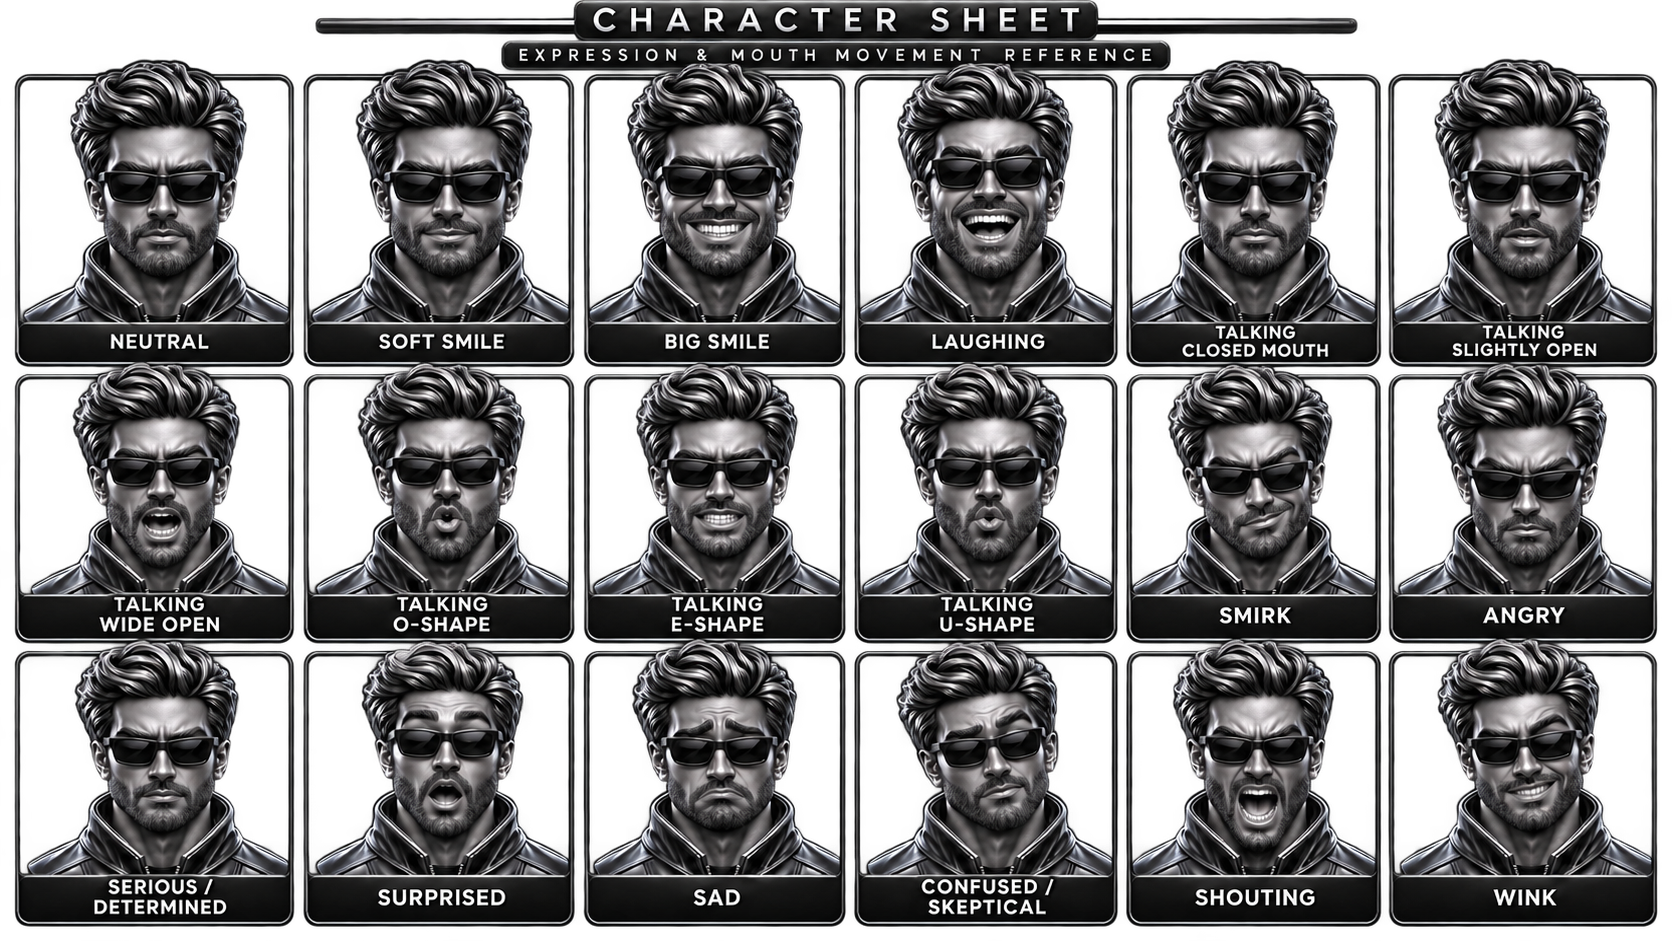 CHARACTER SHEET
EXPRESSION & MOUTH MOVEMENT REFERENCE
NEUTRAL
SOFT SMILE
BIG SMILE
LAUGHING
TALKING
CLOSED MOUTH
TALKING
SLIGHTLY OPEN
TALKING
WIDE OPEN
TALKING
O-SHAPE
TALKING
E-SHAPE
TALKING
U-SHAPE
SMIRK
ANGRY
SERIOUS /
DETERMINED
SURPRISED
SAD
CONFUSED /
SKEPTICAL
SHOUTING
WINK